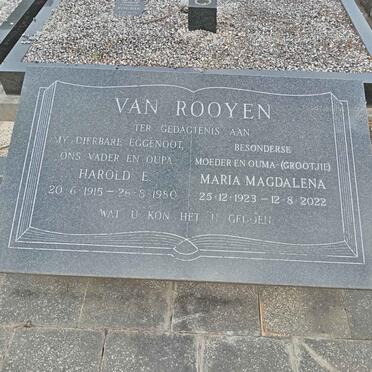 VAN ROOYEN
TER GEDAGTENIS AAN
MY DIERBARE EGGENOOT,
ONS VADER EN OUPA
HAROLD E.
20·6·1915 – 28·8·1980
BESONDERSE
MOEDER EN OUMA (GROOTJIE)
MARIA MAGDALENA
25·12·1923 – 12·8·2022
WAT U KON HET U GEDOEN